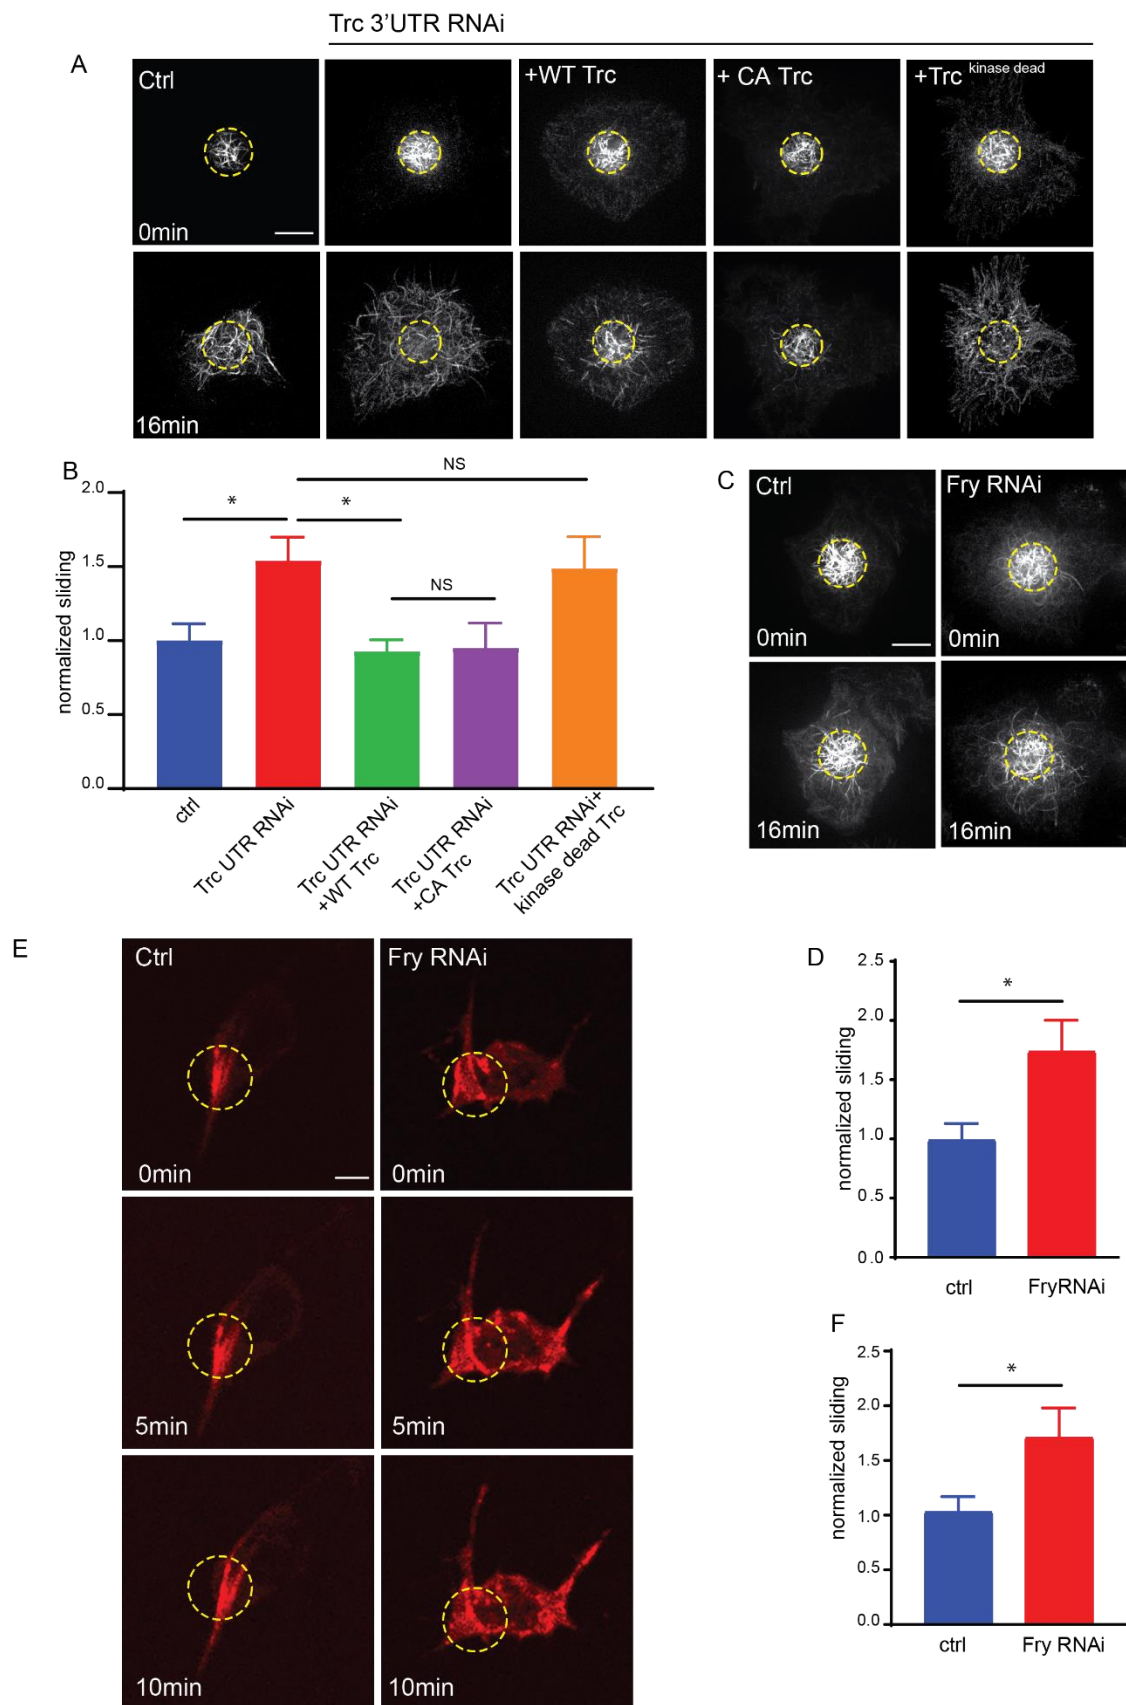 Trc 3'UTR RNAi
A
Ctrl
+WT Trc
+ CA Trc
+Trc kinase dead
0min
16min
B
normalized sliding
2.0
1.5
1.0
0.5
0.0
*
*
NS
NS
ctrl
Trc UTR RNAi
Trc UTR RNAi
+WT Trc
Trc UTR RNAi
+CA Trc
Trc UTR RNAi+
kinase dead Trc
C
Ctrl
Fry RNAi
0min
0min
16min
16min
E
Ctrl
Fry RNAi
0min
0min
5min
5min
10min
10min
D
normalized sliding
2.5
2.0
1.5
1.0
0.5
0.0
*
ctrl
FryRNAi
F
normalized sliding
2.5
2.0
1.5
1.0
0.5
0.0
*
ctrl
Fry RNAi